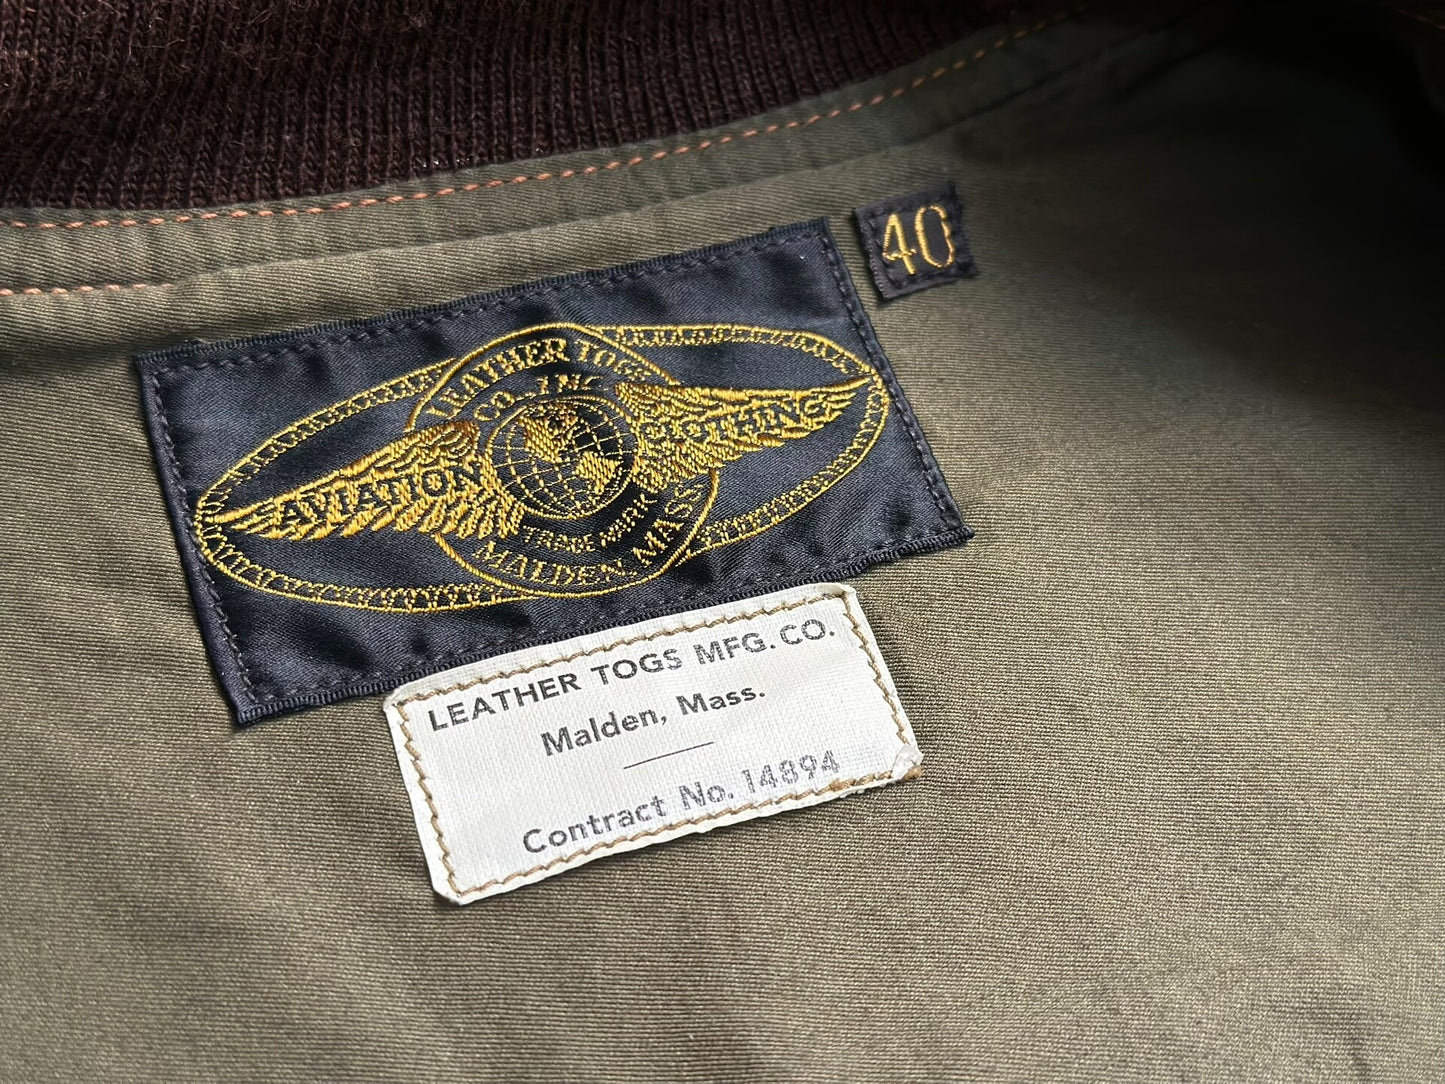 40
LEATHER TOGS
CO., INC.
AVIATION CLOTHING
TRADE MARK
MALDEN, MASS.
LEATHER TOGS MFG. CO.
Malden, Mass.
Contract No. 14894